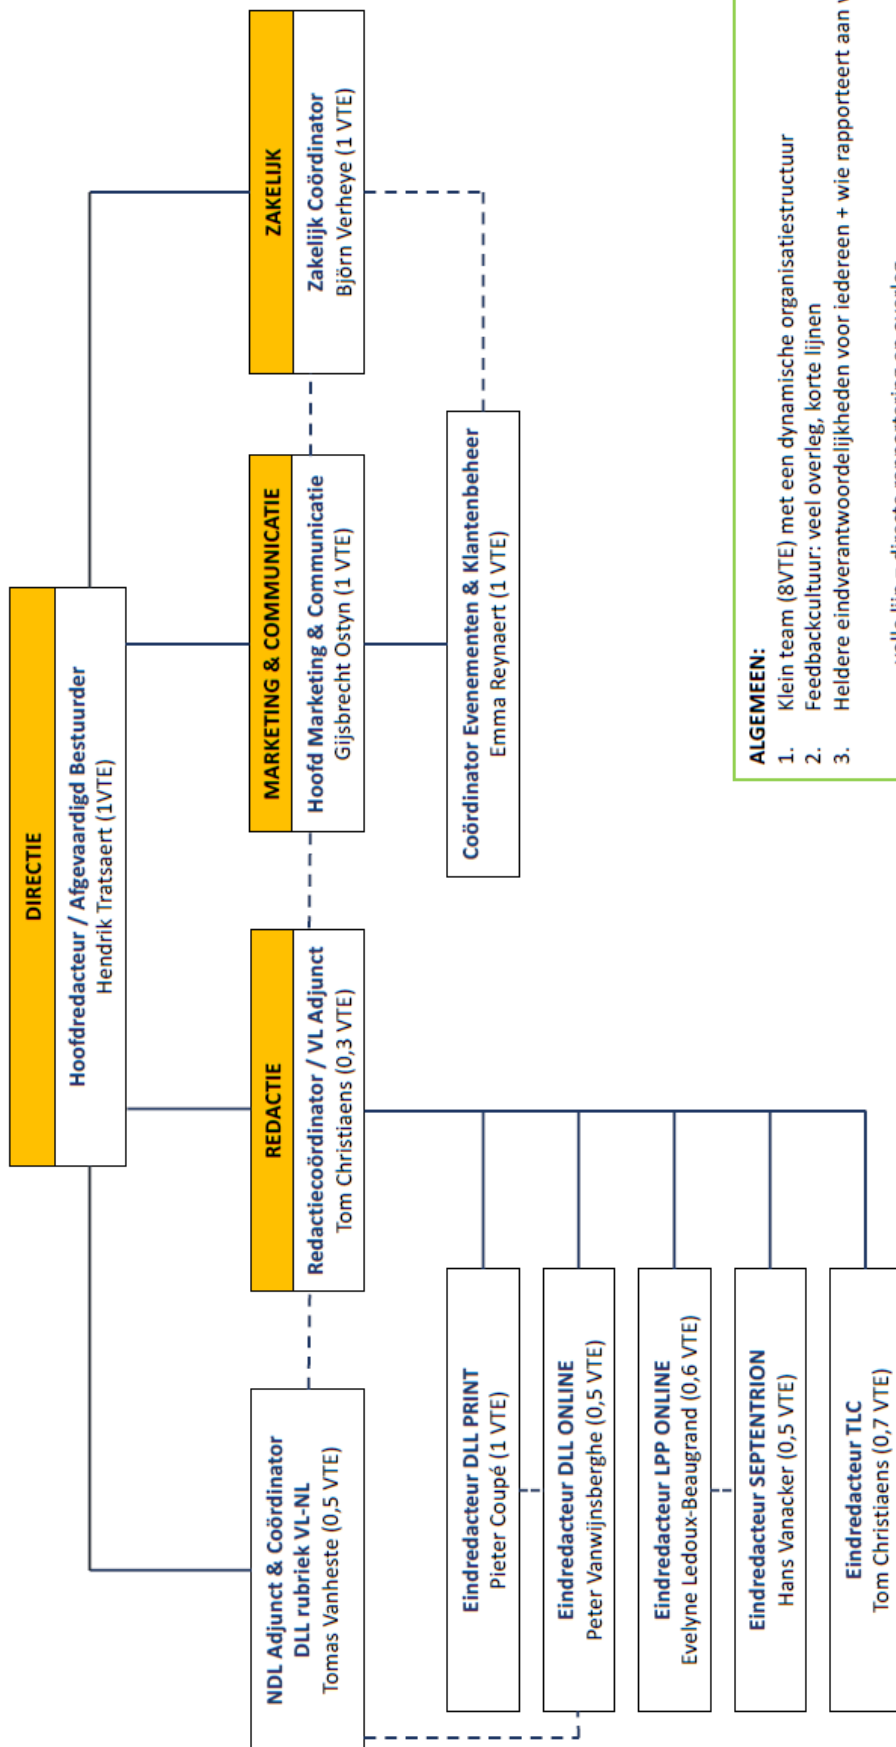 DIRECTIE
Hoofdredacteur / Afgevaardigd Bestuurder
Hendrik Tratsaert (1VTE)
NDL Adjunct & Coördinator
DLL rubriek VL-NL
Tomas Vanheste (0,5 VTE)
REDACTIE
Redactiecoördinator / VL Adjunct
Tom Christiaens (0,3 VTE)
MARKETING & COMMUNICATIE
Hoofd Marketing & Communicatie
Gijsbrecht Ostyn (1 VTE)
ZAKELIJK
Zakelijk Coördinator
Björn Verheye (1 VTE)
Eindredacteur DLL PRINT
Pieter Coupé (1 VTE)
Eindredacteur DLL ONLINE
Peter Vanwijnsberghe (0,5 VTE)
Eindredacteur LPP ONLINE
Evelyne Ledoux-Beaugrand (0,6 VTE)
Eindredacteur SEPTENTRION
Hans Vanacker (0,5 VTE)
Eindredacteur TLC
Tom Christiaens (0,7 VTE)
Coördinator Evenementen & Klantenbeheer
Emma Reynaert (1 VTE)
ALGEMEEN:
1. Klein team (8VTE) met een dynamische organisatiestructuur
2. Feedbackcultuur: veel overleg, korte lijnen
3. Heldere eindverantwoordelijkheden voor iedereen + wie rapporteert aan